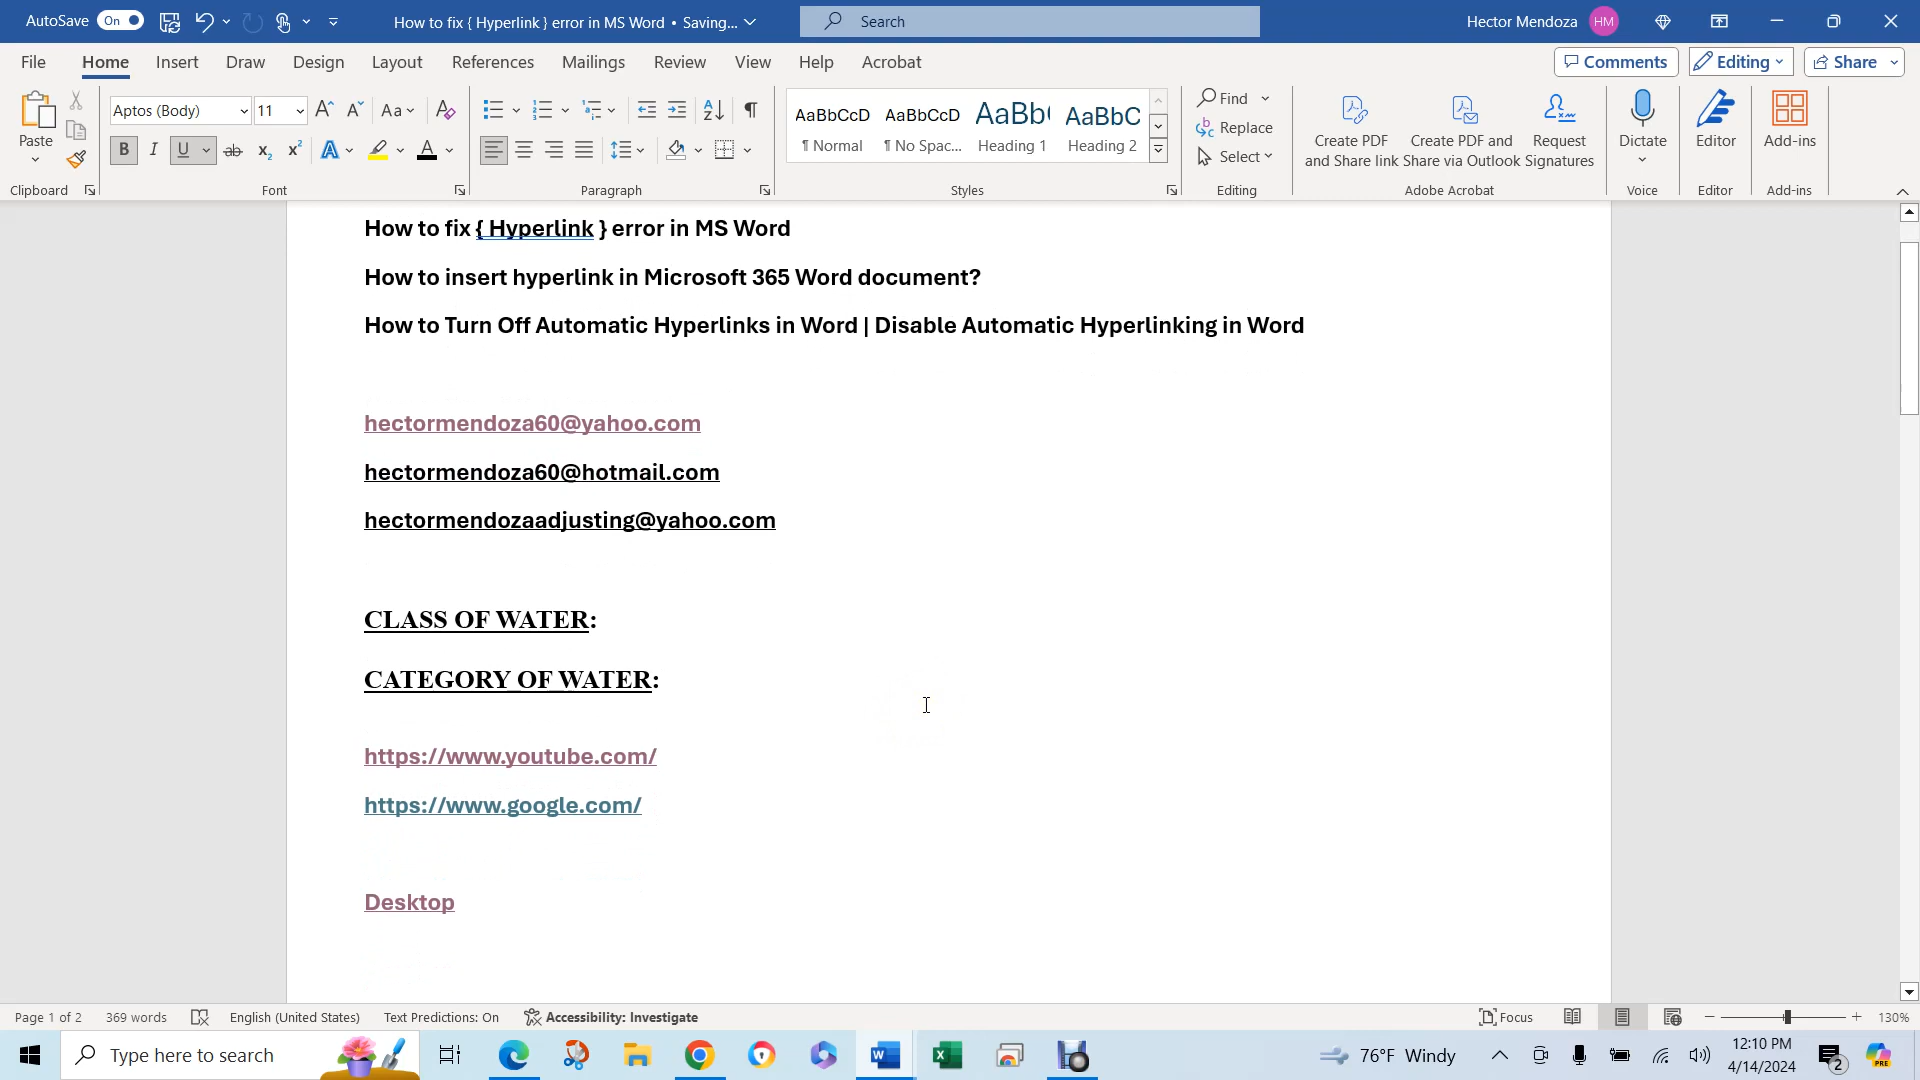 AutoSave On How to fix { Hyperlink } error in MS Word • Saving... Search Hector Mendoza HM
File Home Insert Draw Design Layout References Mailings Review View Help Acrobat Comments Editing Share
Paste Aptos (Body) 11 Aa AaBbCcD AaBbCcD AaBb( AaBbC Find Replace Select
¶ Normal ¶ No Spac... Heading 1 Heading 2
Create PDF and Share link Create PDF and Share via Outlook Request Signatures Dictate Editor Add-ins
Clipboard Font Paragraph Styles Editing Adobe Acrobat Voice Editor Add-ins
How to fix { Hyperlink } error in MS Word
How to insert hyperlink in Microsoft 365 Word document?
How to Turn Off Automatic Hyperlinks in Word | Disable Automatic Hyperlinking in Word
hectormendoza60@yahoo.com
hectormendoza60@hotmail.com
hectormendozaadjusting@yahoo.com
CLASS OF WATER:
CATEGORY OF WATER:
https://www.youtube.com/
https://www.google.com/
Desktop
Page 1 of 2 369 words English (United States) Text Predictions: On Accessibility: Investigate Focus 130%
Type here to search 76°F Windy 12:10 PM
4/14/2024 2